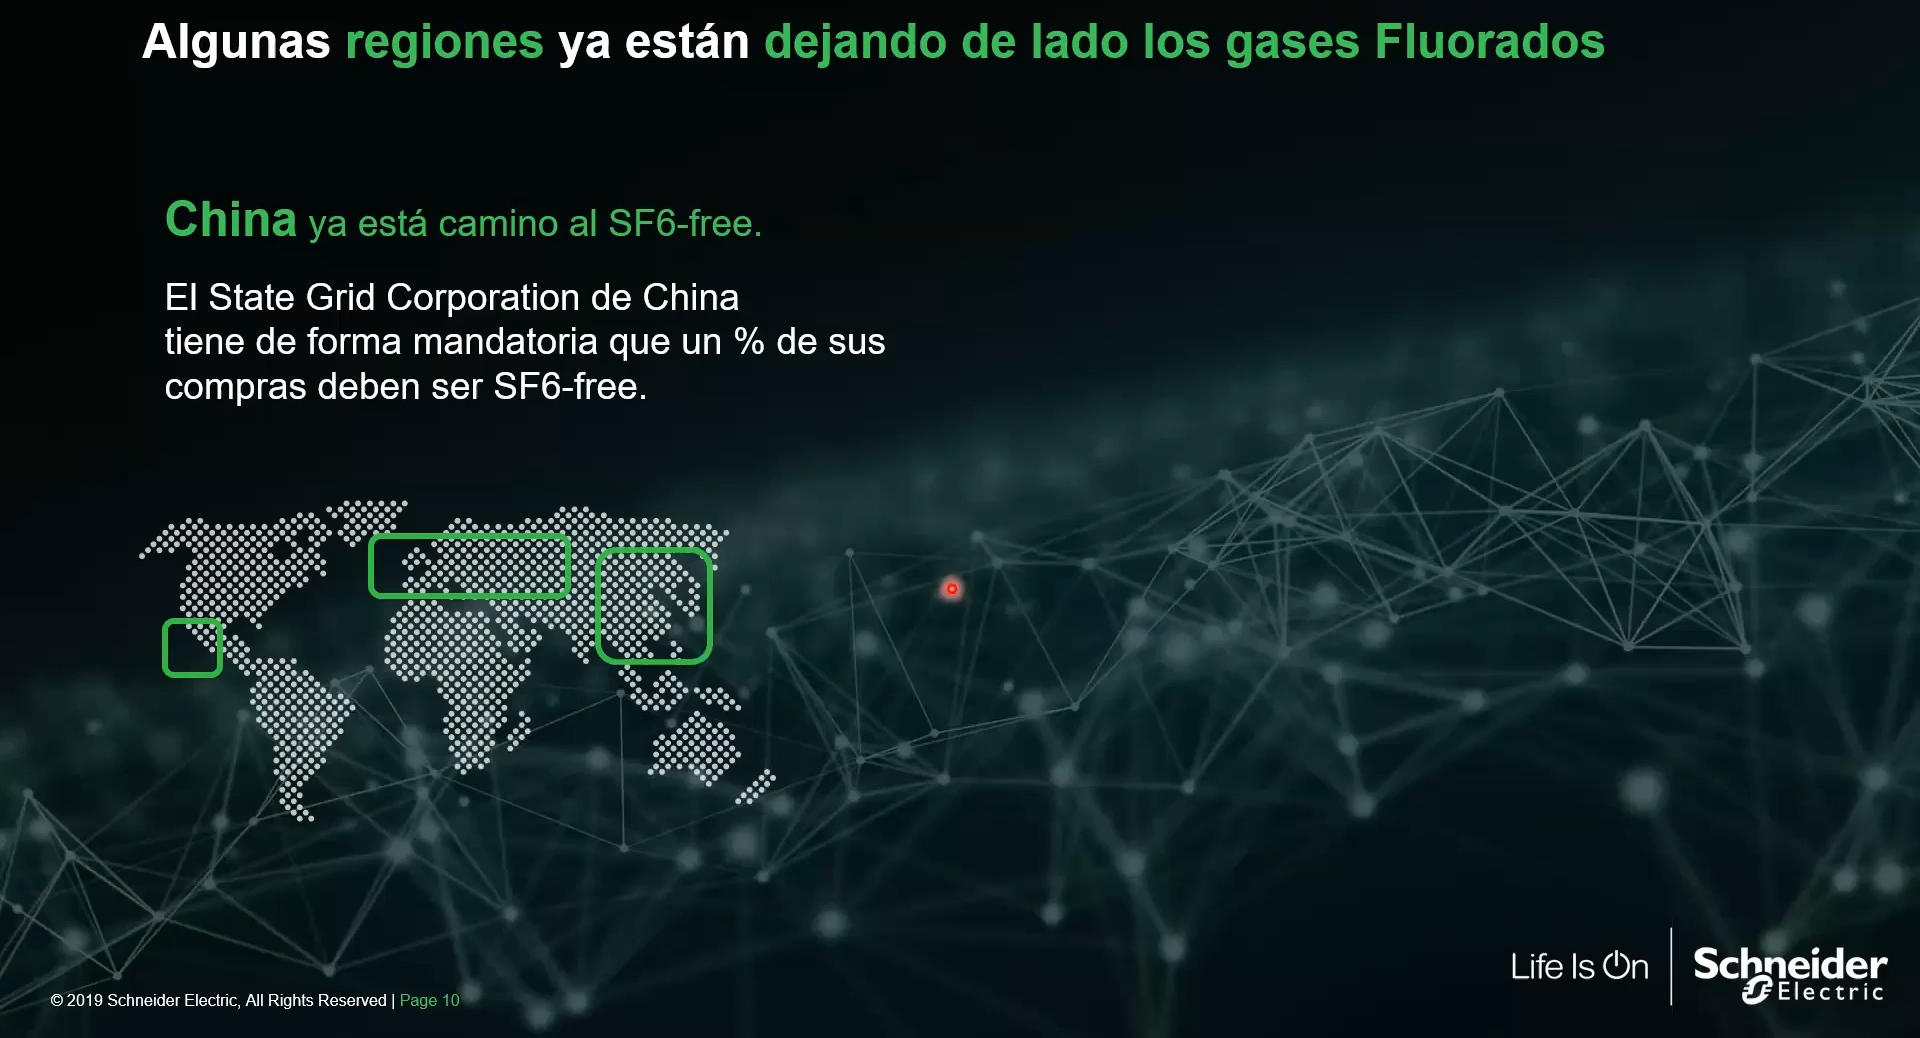 Algunas regiones ya están dejando de lado los gases Fluorados
China ya está camino al SF6-free.
El State Grid Corporation de China
tiene de forma mandatoria que un % de sus
compras deben ser SF6-free.
Life Is On
Schneider
Electric
© 2019 Schneider Electric, All Rights Reserved | Page 10